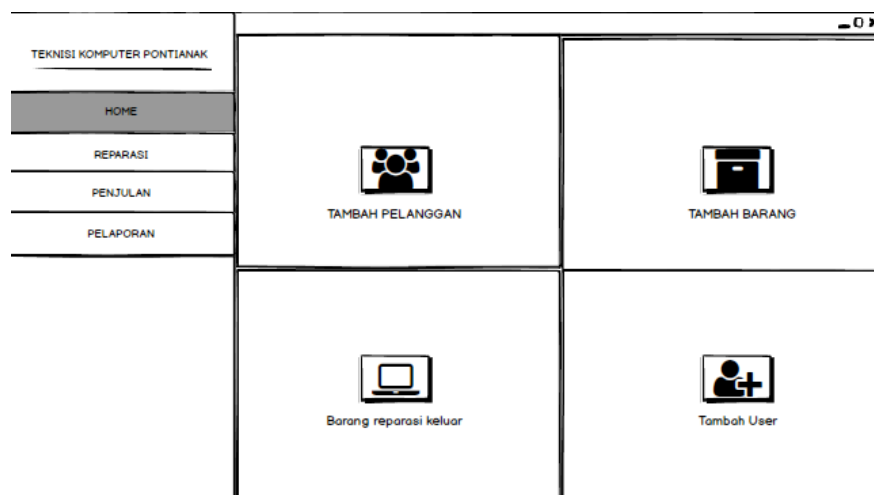 TEKNISI KOMPUTER PONTIANAK
HOME
REPARASI
PENJULAN
PELAPORAN
TAMBAH PELANGGAN
TAMBAH BARANG
Barang reparasi keluar
Tambah User